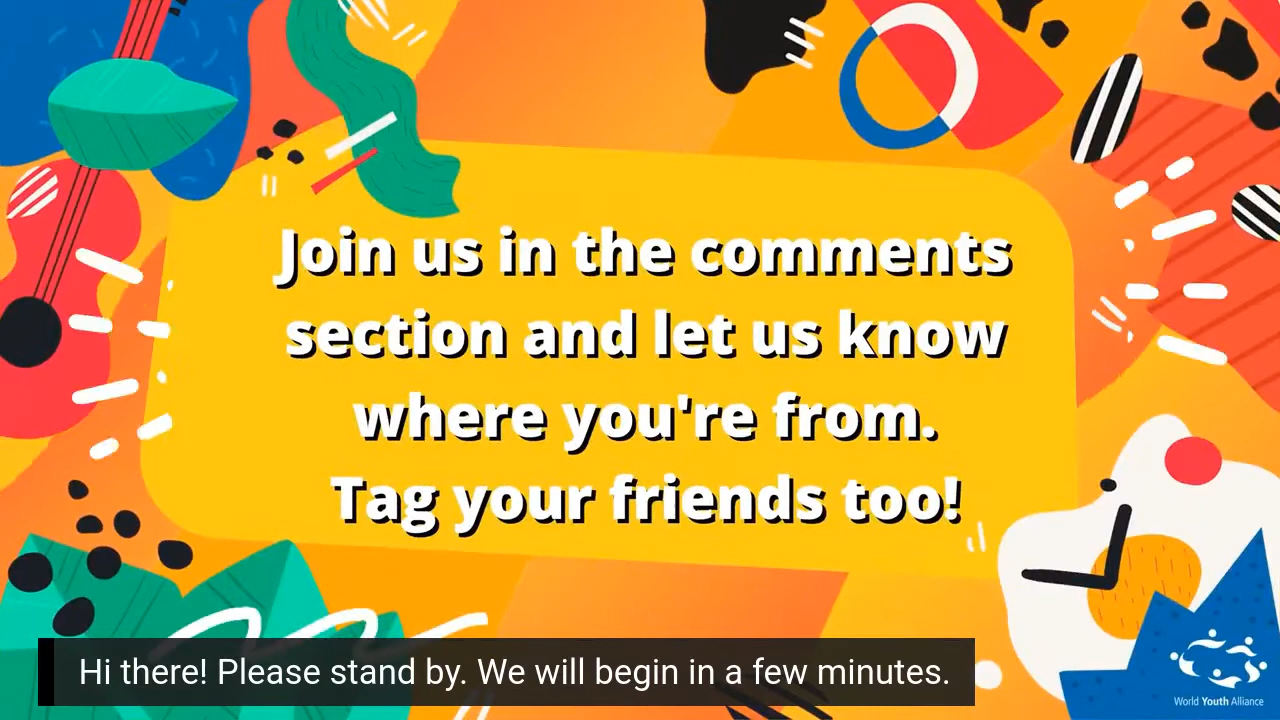 Join us in the comments
section and let us know
where you're from.
Tag your friends too!
Hi there! Please stand by. We will begin in a few minutes.
World Youth Alliance